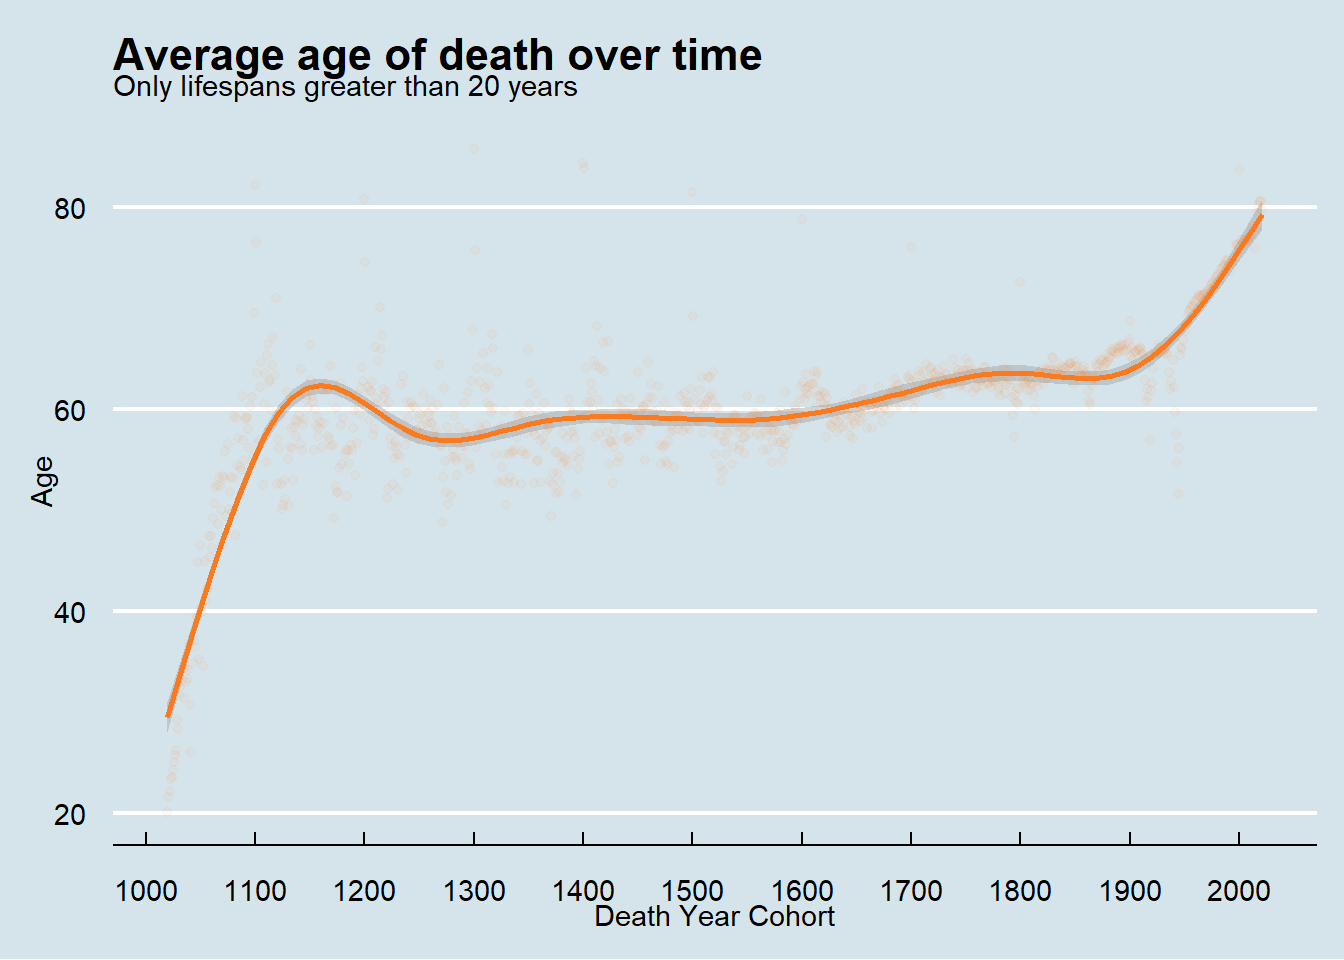 Average age of death over time
Only lifespans greater than 20 years
80
60
40
20
Age
1000 1100 1200 1300 1400 1500 1600 1700 1800 1900 2000
Death Year Cohort